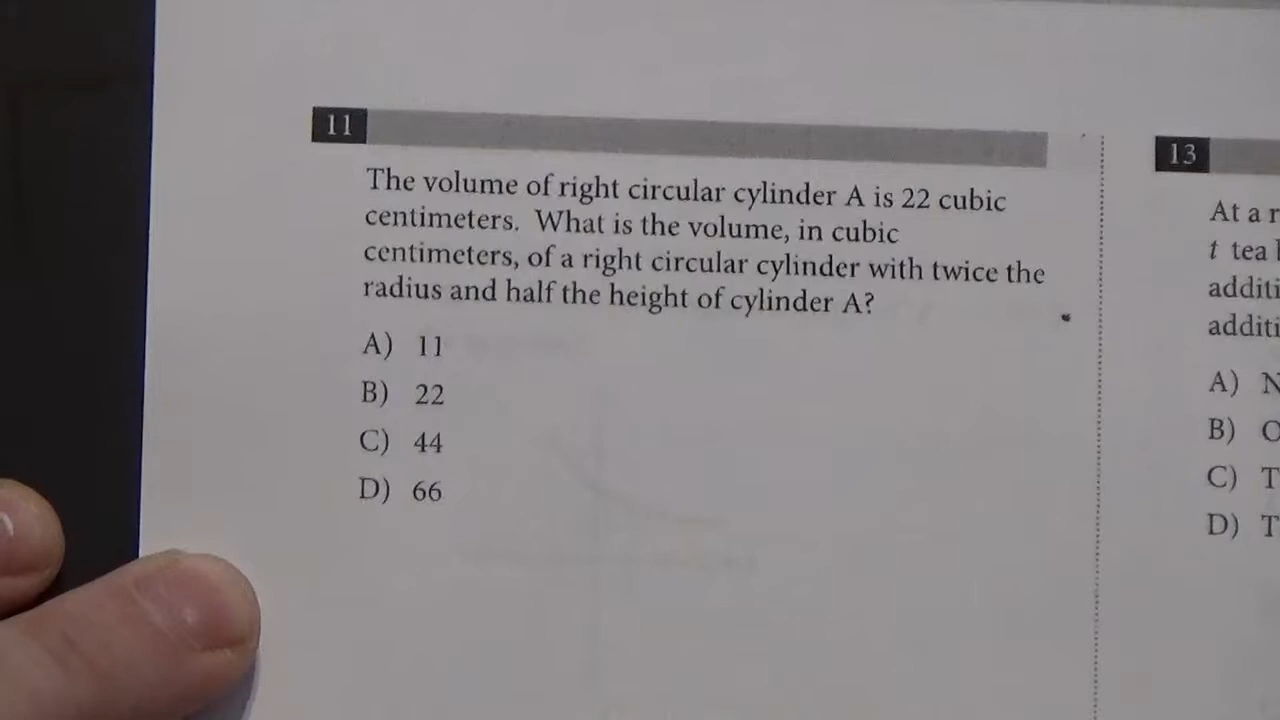 11
The volume of right circular cylinder A is 22 cubic
centimeters. What is the volume, in cubic
centimeters, of a right circular cylinder with twice the
radius and half the height of cylinder A?
A) 11
B) 22
C) 44
D) 66
13
At a
t tea
additi
additi
A) N
B)
C) T
D) T